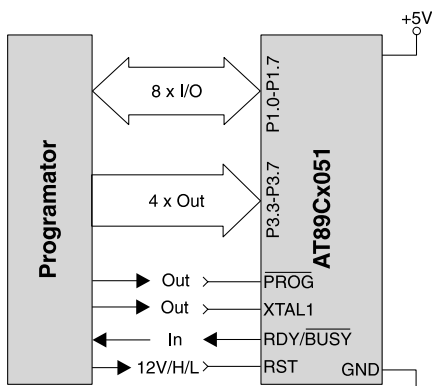 +5V
Programator
8 x I/O
P1.0-P1.7
4 x Out
P3.3-P3.7
AT89Cx051
Out
PROG
Out
XTAL1
In
RDY/BUSY
12V/H/L
RST
GND